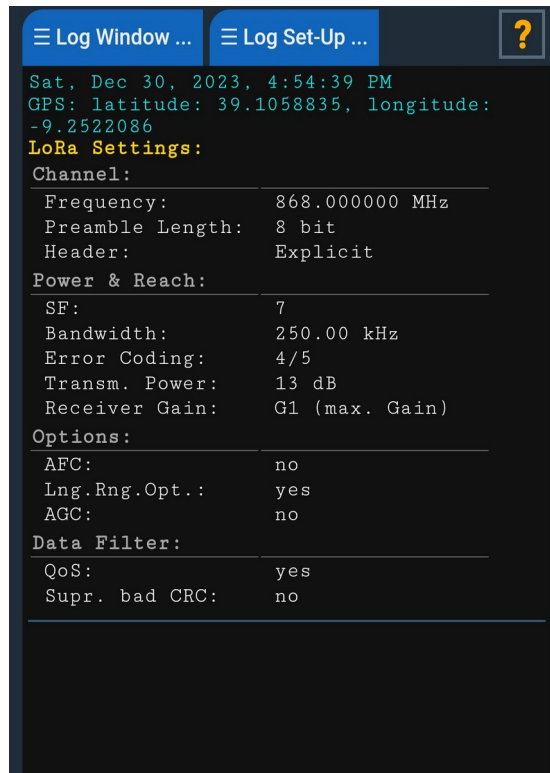 ☰ Log Window ... ☰ Log Set-Up ... ?
Sat, Dec 30, 2023, 4:54:39 PM
GPS: latitude: 39.1058835, longitude:
-9.2522086
LoRa Settings:
Channel:
Frequency: 868.000000 MHz
Preamble Length: 8 bit
Header: Explicit
Power & Reach:
SF: 7
Bandwidth: 250.00 kHz
Error Coding: 4/5
Transm. Power: 13 dB
Receiver Gain: G1 (max. Gain)
Options:
AFC: no
Lng.Rng.Opt.: yes
AGC: no
Data Filter:
QoS: yes
Supr. bad CRC: no